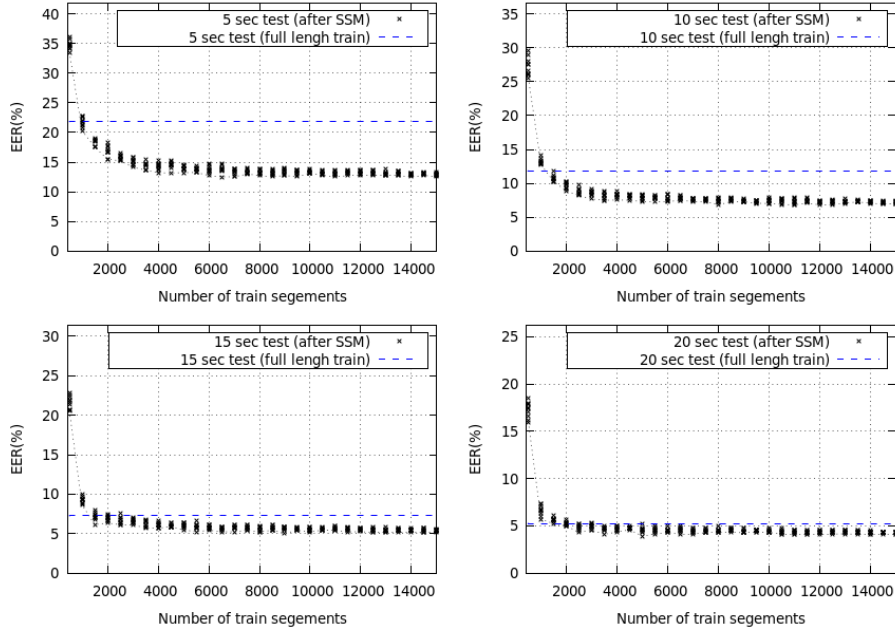 5 sec test (after SSM)
5 sec test (full lengh train)
EER(%)
40
35
30
25
20
15
10
5
0
2000 4000 6000 8000 10000 12000 14000
Number of train segements
10 sec test (after SSM)
10 sec test (full lengh train)
EER(%)
35
30
25
20
15
10
5
0
2000 4000 6000 8000 10000 12000 14000
Number of train segements
15 sec test (after SSM)
15 sec test (full lengh train)
EER(%)
30
25
20
15
10
5
0
2000 4000 6000 8000 10000 12000 14000
Number of train segements
20 sec test (after SSM)
20 sec test (full lengh train)
EER(%)
25
20
15
10
5
0
2000 4000 6000 8000 10000 12000 14000
Number of train segements